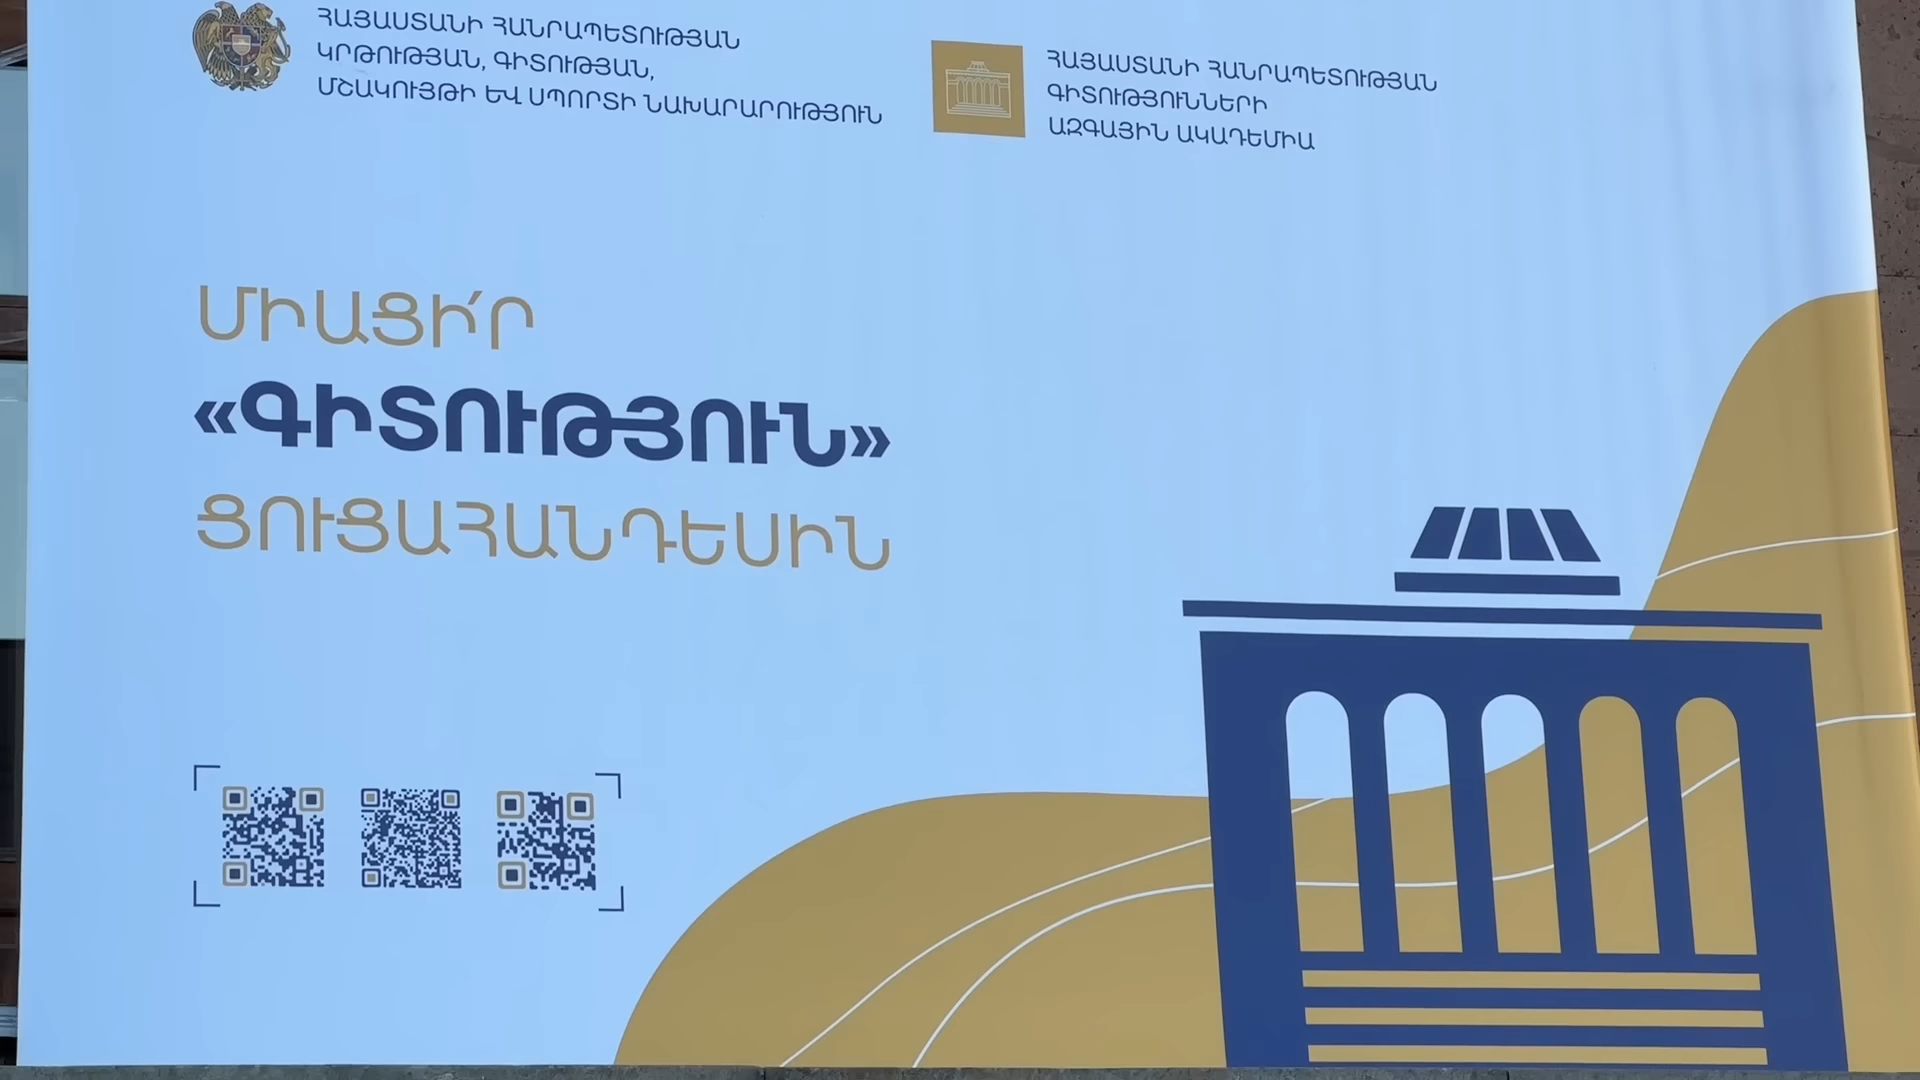 ՀԱՅԱՍՏԱՆԻ ՀԱՆՐԱՊԵՏՈՒԹՅԱՆ
ԿՐԹՈՒԹՅԱՆ, ԳԻՏՈՒԹՅԱՆ,
ՄՇԱԿՈՒՅԹԻ ԵՎ ՍՊՈՐՏԻ ՆԱԽԱՐԱՐՈՒԹՅՈՒՆ
ՀԱՅԱՍՏԱՆԻ ՀԱՆՐԱՊԵՏՈՒԹՅԱՆ
ԳԻՏՈՒԹՅՈՒՆՆԵՐԻ
ԱԶԳԱՅԻՆ ԱԿԱԴԵՄԻԱ
ՄԻԱՑԻ՛Ր
«ԳԻՏՈՒԹՅՈՒՆ»
ՑՈՒՑԱՀԱՆԴԵՍԻՆ